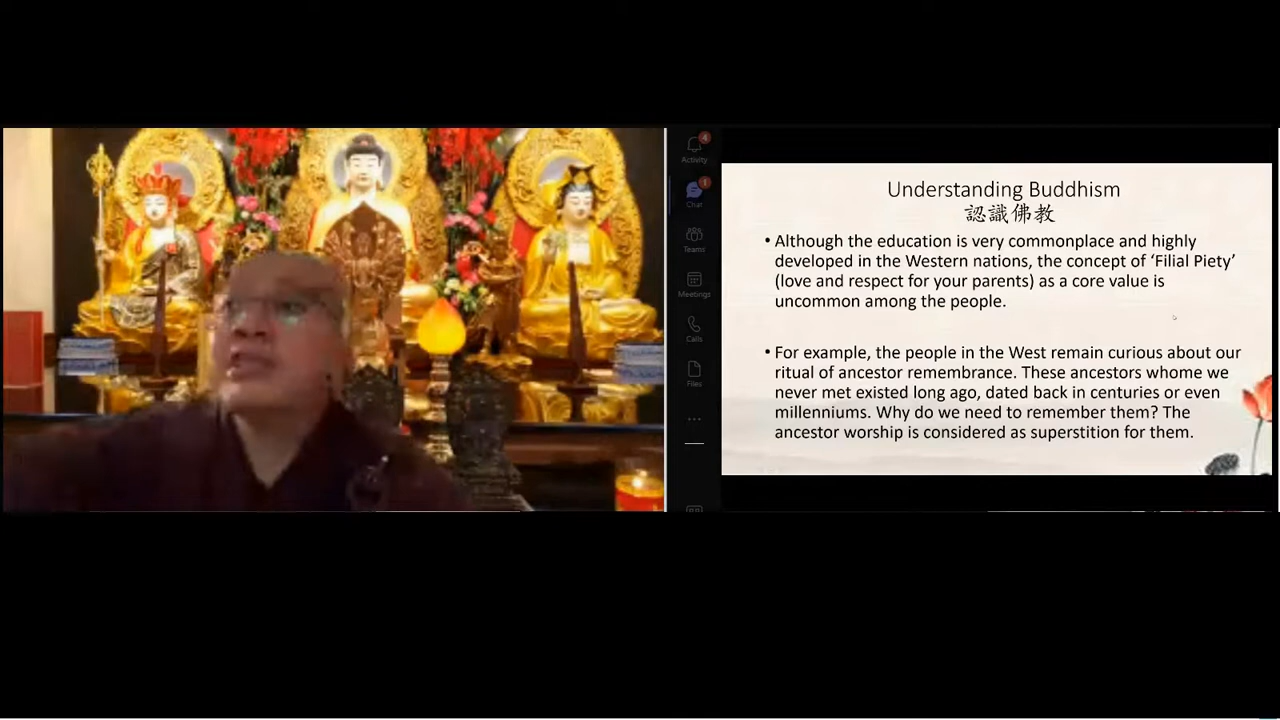 Activity
Chat
Teams
Meetings
Calls
Files
4
1
Understanding Buddhism
認識佛教
• Although the education is very commonplace and highly
developed in the Western nations, the concept of ‘Filial Piety’
(love and respect for your parents) as a core value is
uncommon among the people.
• For example, the people in the West remain curious about our
ritual of ancestor remembrance. These ancestors whome we
never met existed long ago, dated back in centuries or even
millenniums. Why do we need to remember them? The
ancestor worship is considered as superstition for them.